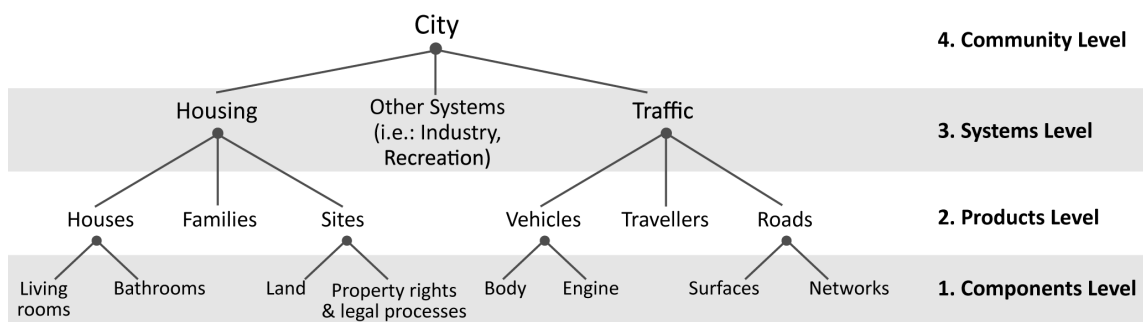 City
4. Community Level
Housing
Other Systems
(i.e.: Industry,
Recreation)
Traffic
3. Systems Level
Houses
Families
Sites
Vehicles
Travellers
Roads
2. Products Level
Living
rooms
Bathrooms
Land
Property rights
& legal processes
Body
Engine
Surfaces
Networks
1. Components Level